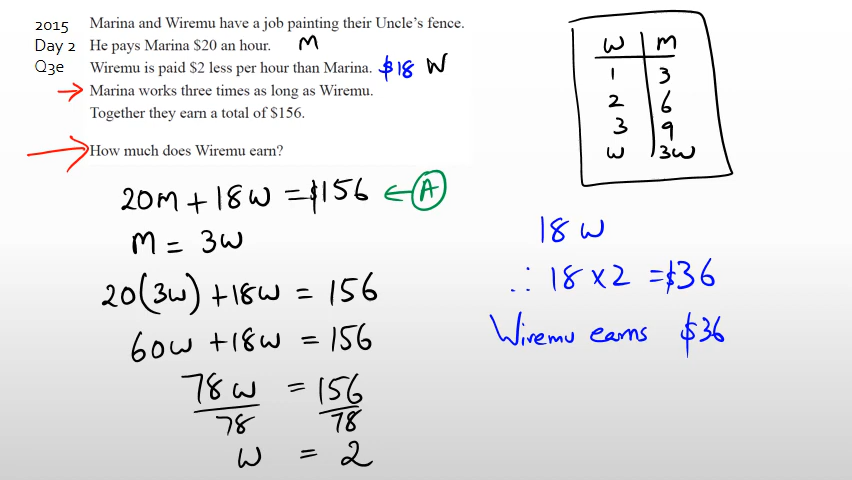 2015
Day 2
Q3e
Marina and Wiremu have a job painting their Uncle's fence.
He pays Marina $20 an hour. M
Wiremu is paid $2 less per hour than Marina. $18 W
Marina works three times as long as Wiremu.
Together they earn a total of $156.
How much does Wiremu earn?
W M
1 3
2 6
3 9
W 3W
20M + 18W = $156 ← A
M = 3W
20(3W) + 18W = 156
60W + 18W = 156
78W = 156
78 78
W = 2
18 W
∴ 18 × 2 = $36
Wiremu earns $36